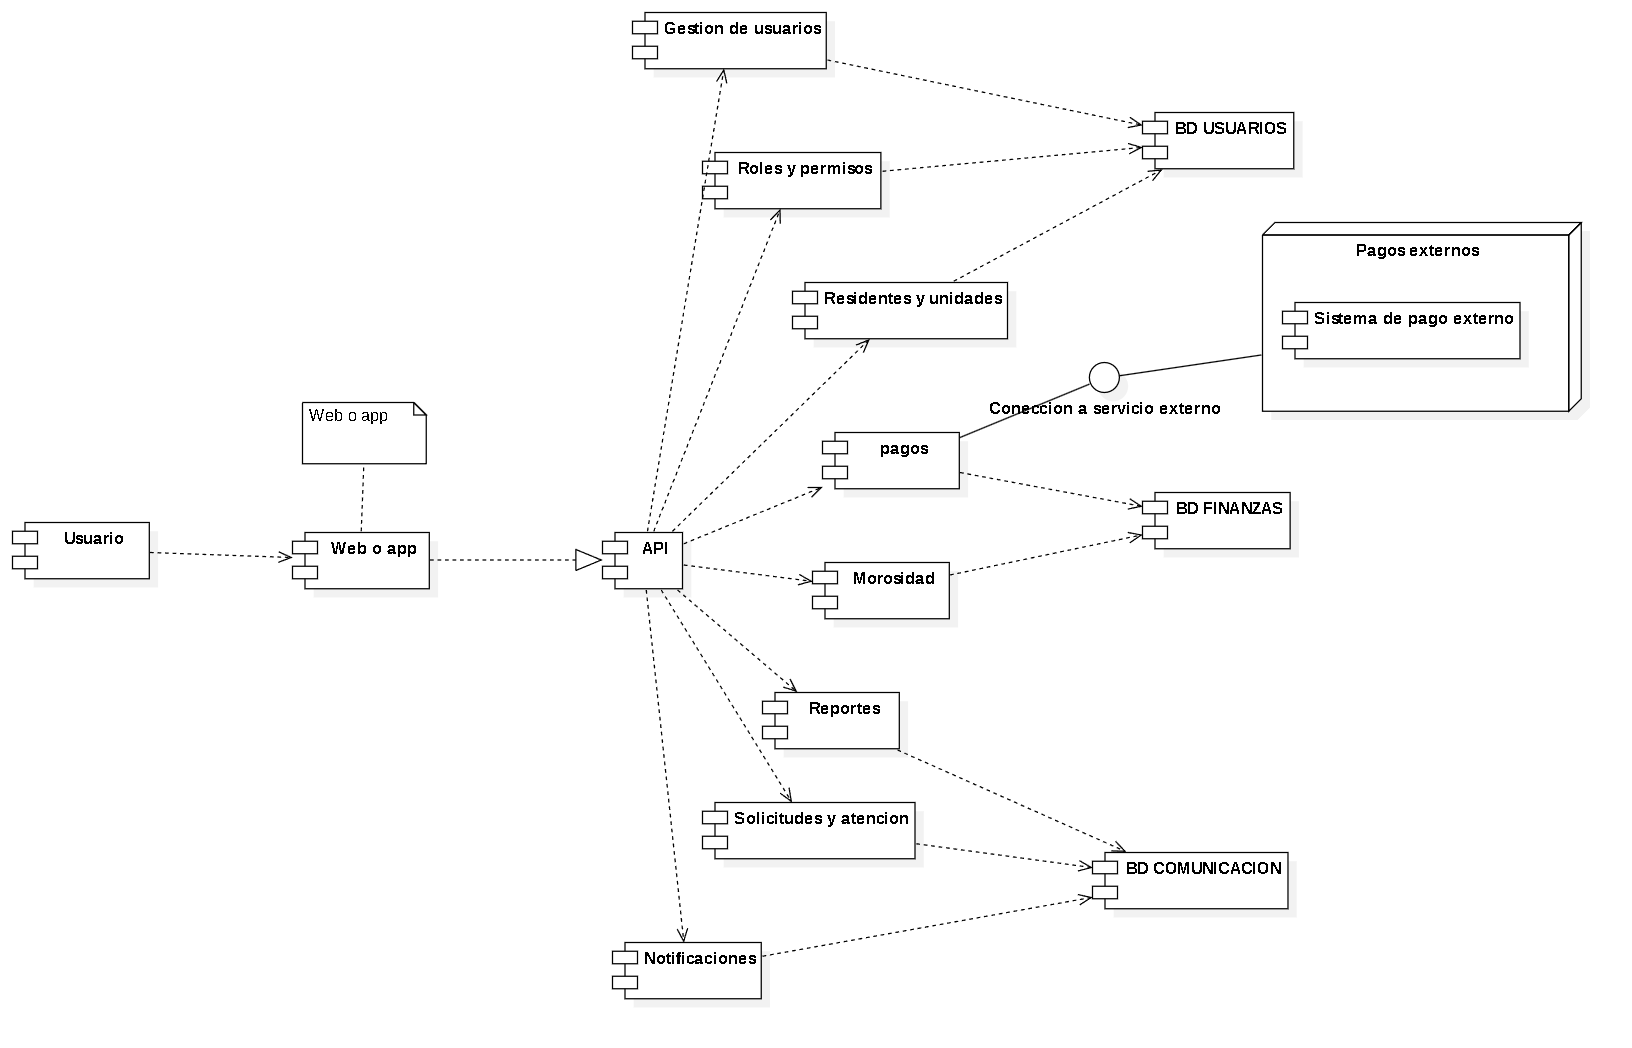 Gestion de usuarios
BD USUARIOS
Roles y permisos
Pagos externos
Residentes y unidades
Sistema de pago externo
Coneccion a servicio externo
Web o app
pagos
BD FINANZAS
Usuario
Web o app
API
Morosidad
Reportes
Solicitudes y atencion
BD COMUNICACION
Notificaciones